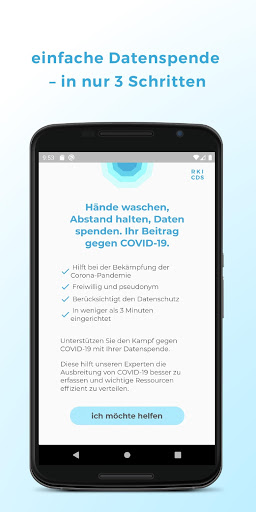 einfache Datenspende
– in nur 3 Schritten
9:53
RKI
CDS
Hände waschen,
Abstand halten, Daten
spenden. Ihr Beitrag
gegen COVID-19.
Hilft bei der Bekämpfung der
Corona-Pandemie
Freiwillig und pseudonym
Berücksichtigt den Datenschutz
In weniger als 3 Minuten
eingerichtet
Unterstützen Sie den Kampf gegen
COVID-19 mit Ihrer Datenspende.
Diese hilft unseren Experten die
Ausbreitung von COVID-19 besser zu
erfassen und wichtige Ressourcen
effizient zu verteilen.
ich möchte helfen